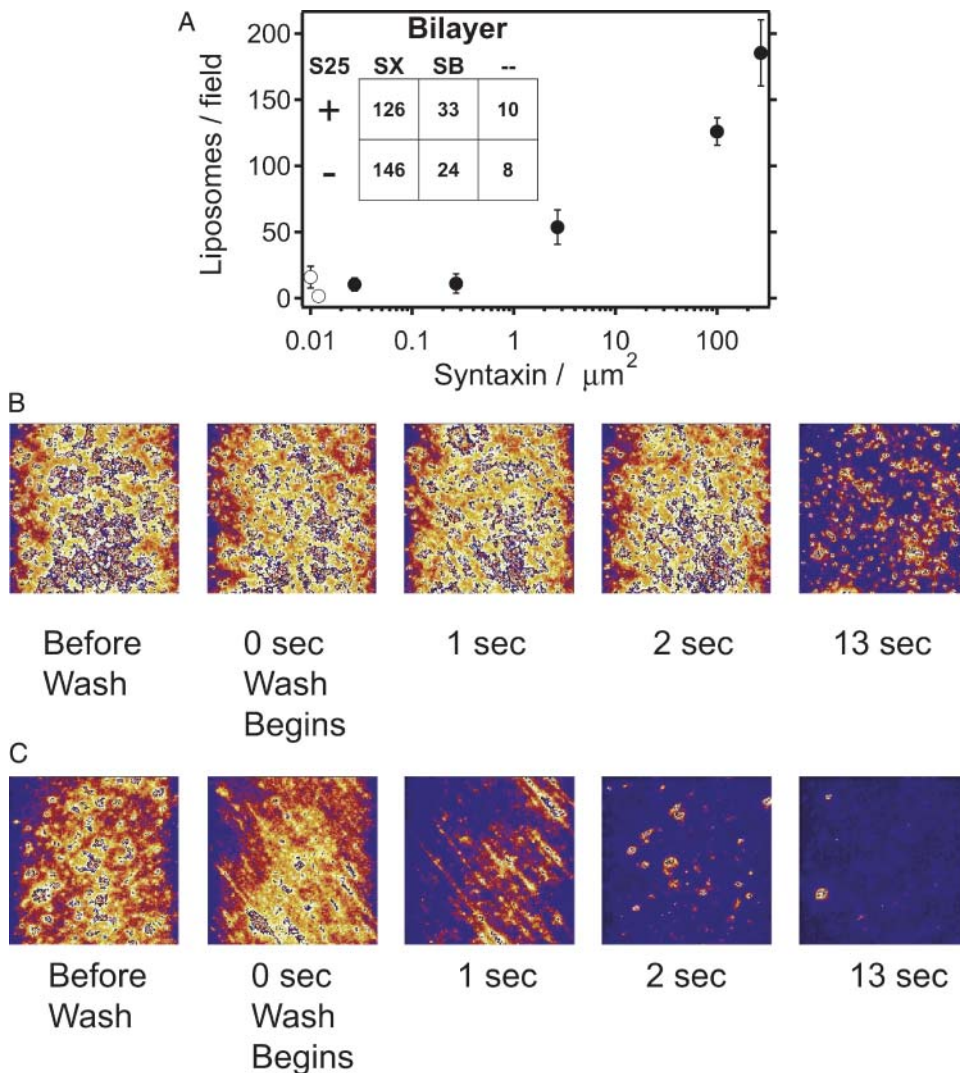 A
Bilayer
S25 SX SB --
+ 126 33 10
- 146 24 8
Liposomes / field
200
150
100
50
0
0.01 0.1 1 10 100
Syntaxin / μm²
B
Before Wash
0 sec Wash Begins
1 sec
2 sec
13 sec
C
Before Wash
0 sec Wash Begins
1 sec
2 sec
13 sec